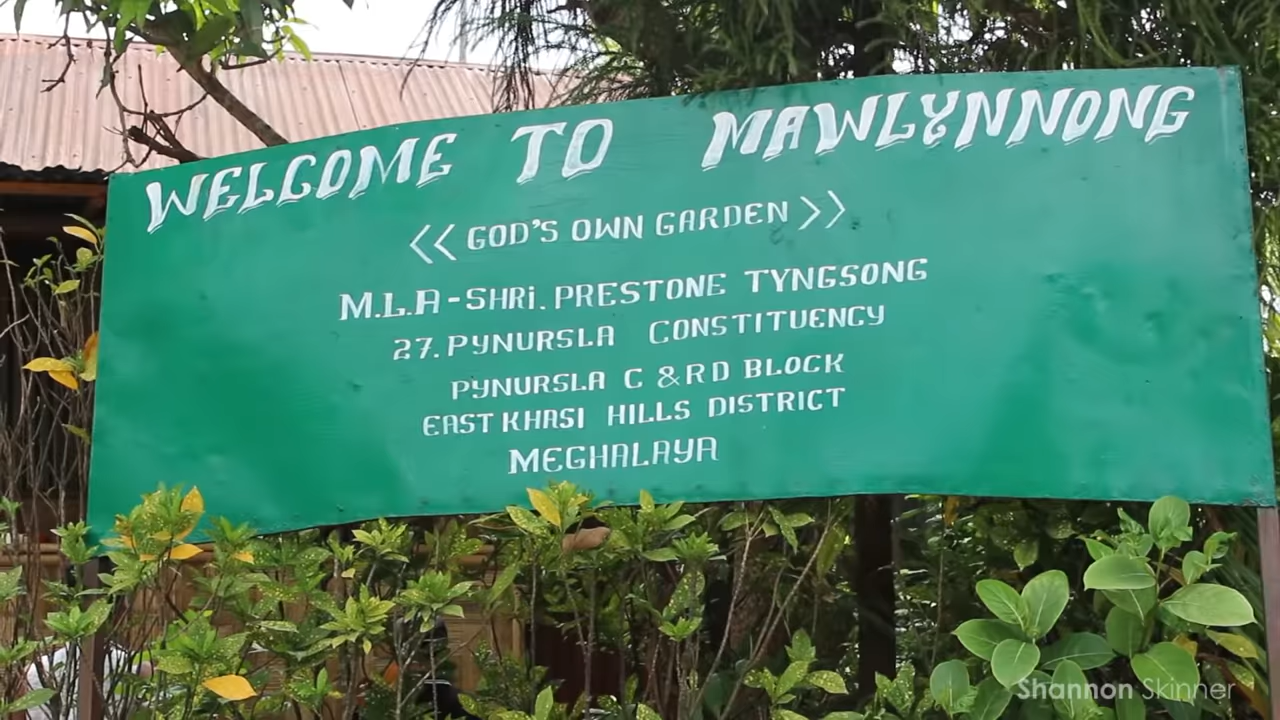 WELCOME TO MAWLYNNONG
<< GOD'S OWN GARDEN >>
M.L.A - SHRi. PRESTONE TYNGSONG
27. PYNURSLA CONSTITUENCY
PYNURSLA C & R D BLOCK
EAST KHASI HILLS DISTRICT
MEGHALAYA
Shannon Skinner